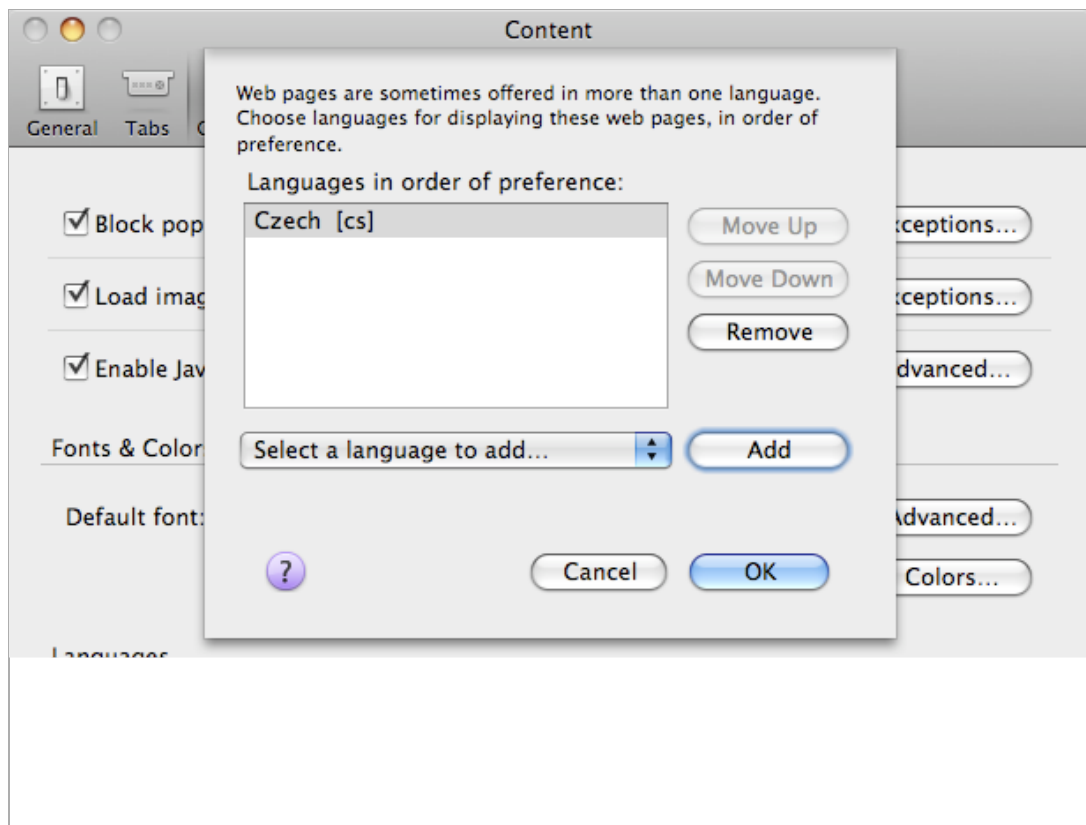 Content
General Tabs
Web pages are sometimes offered in more than one language.
Choose languages for displaying these web pages, in order of
preference.
Languages in order of preference:
Czech [cs]
Move Up
Move Down
Remove
Select a language to add...
Add
?
Cancel
OK
Block pop
xceptions...
Load imag
xceptions...
Enable Jav
dvanced...
Fonts & Color
Default font:
Advanced...
Colors...
Languages